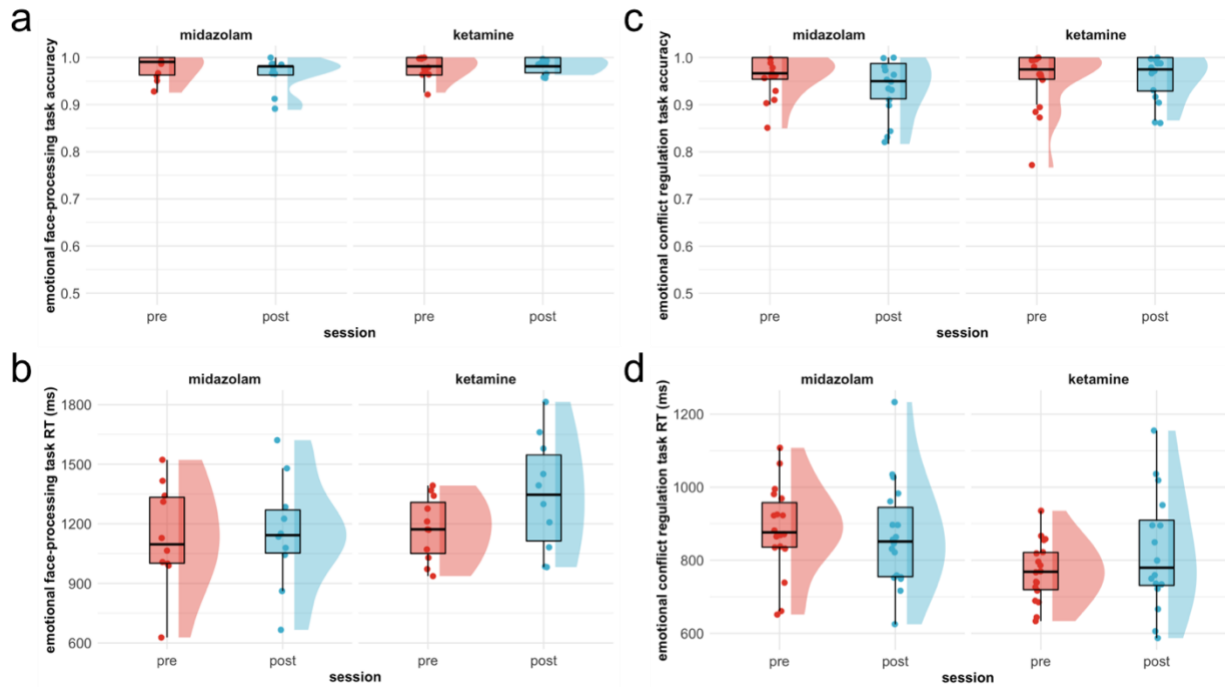 a
midazolam
ketamine
emotional face-processing task accuracy
1.0
0.9
0.8
0.7
0.6
0.5
pre
post
pre
post
session
c
midazolam
ketamine
emotional conflict regulation task accuracy
1.0
0.9
0.8
0.7
0.6
0.5
pre
post
pre
post
session
b
midazolam
ketamine
emotional face-processing task RT (ms)
1800
1500
1200
900
600
pre
post
pre
post
session
d
midazolam
ketamine
emotional conflict regulation task RT (ms)
1200
1000
800
600
pre
post
pre
post
session